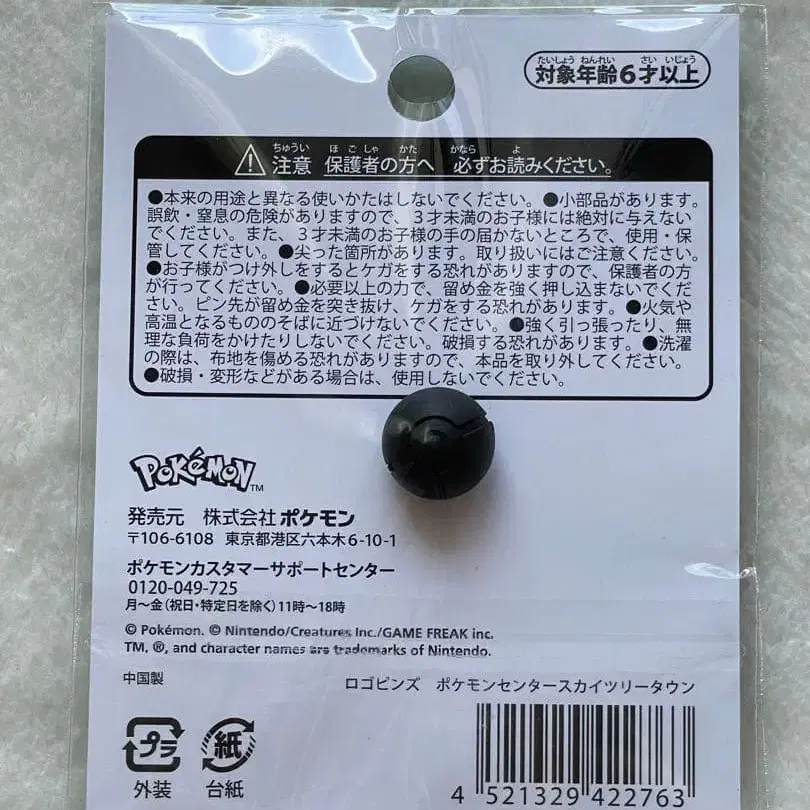 たいしょう ねんれい さい いじょう
対象年齢6才以上
ちゅうい ほごしゃ かた かなら よ
注意 保護者の方へ 必ずお読みください。
●本来の用途と異なる使いかたはしないでください。●小部品があります。
誤飲・窒息の危険がありますので、3才未満のお子様には絶対に与えない
でください。また、3才未満のお子様の手の届かないところで、使用・保
管してください。●尖った箇所があります。取り扱いにはご注意ください。
●お子様がつけ外しをするとケガをする恐れがありますので、保護者の方
が行ってください。●必要以上の力で、留め金を強く押し込まないでくだ
さい。ピン先が留め金を突き抜け、ケガをする恐れがあります。●火気や
高温となるもののそばに近づけないでください。●強く引っ張ったり、無
理な負荷をかけたりしないでください。破損する恐れがあります。●洗濯
の際は、布地を傷める恐れがありますので、本品を取り外してください。
●破損・変形などがある場合は、使用しないでください。
POKéMON TM
発売元 株式会社ポケモン
〒106-6108 東京都港区六本木6-10-1
ポケモンカスタマーサポートセンター
0120-049-725
月～金(祝日・特定日を除く)11時～18時
© Pokémon. © Nintendo/Creatures Inc./GAME FREAK inc.
TM, ®, and character names are trademarks of Nintendo.
中国製
ロゴピンズ ポケモンセンタースカイツリータウン
プラ 紙
外装 台紙
4 521329 422763